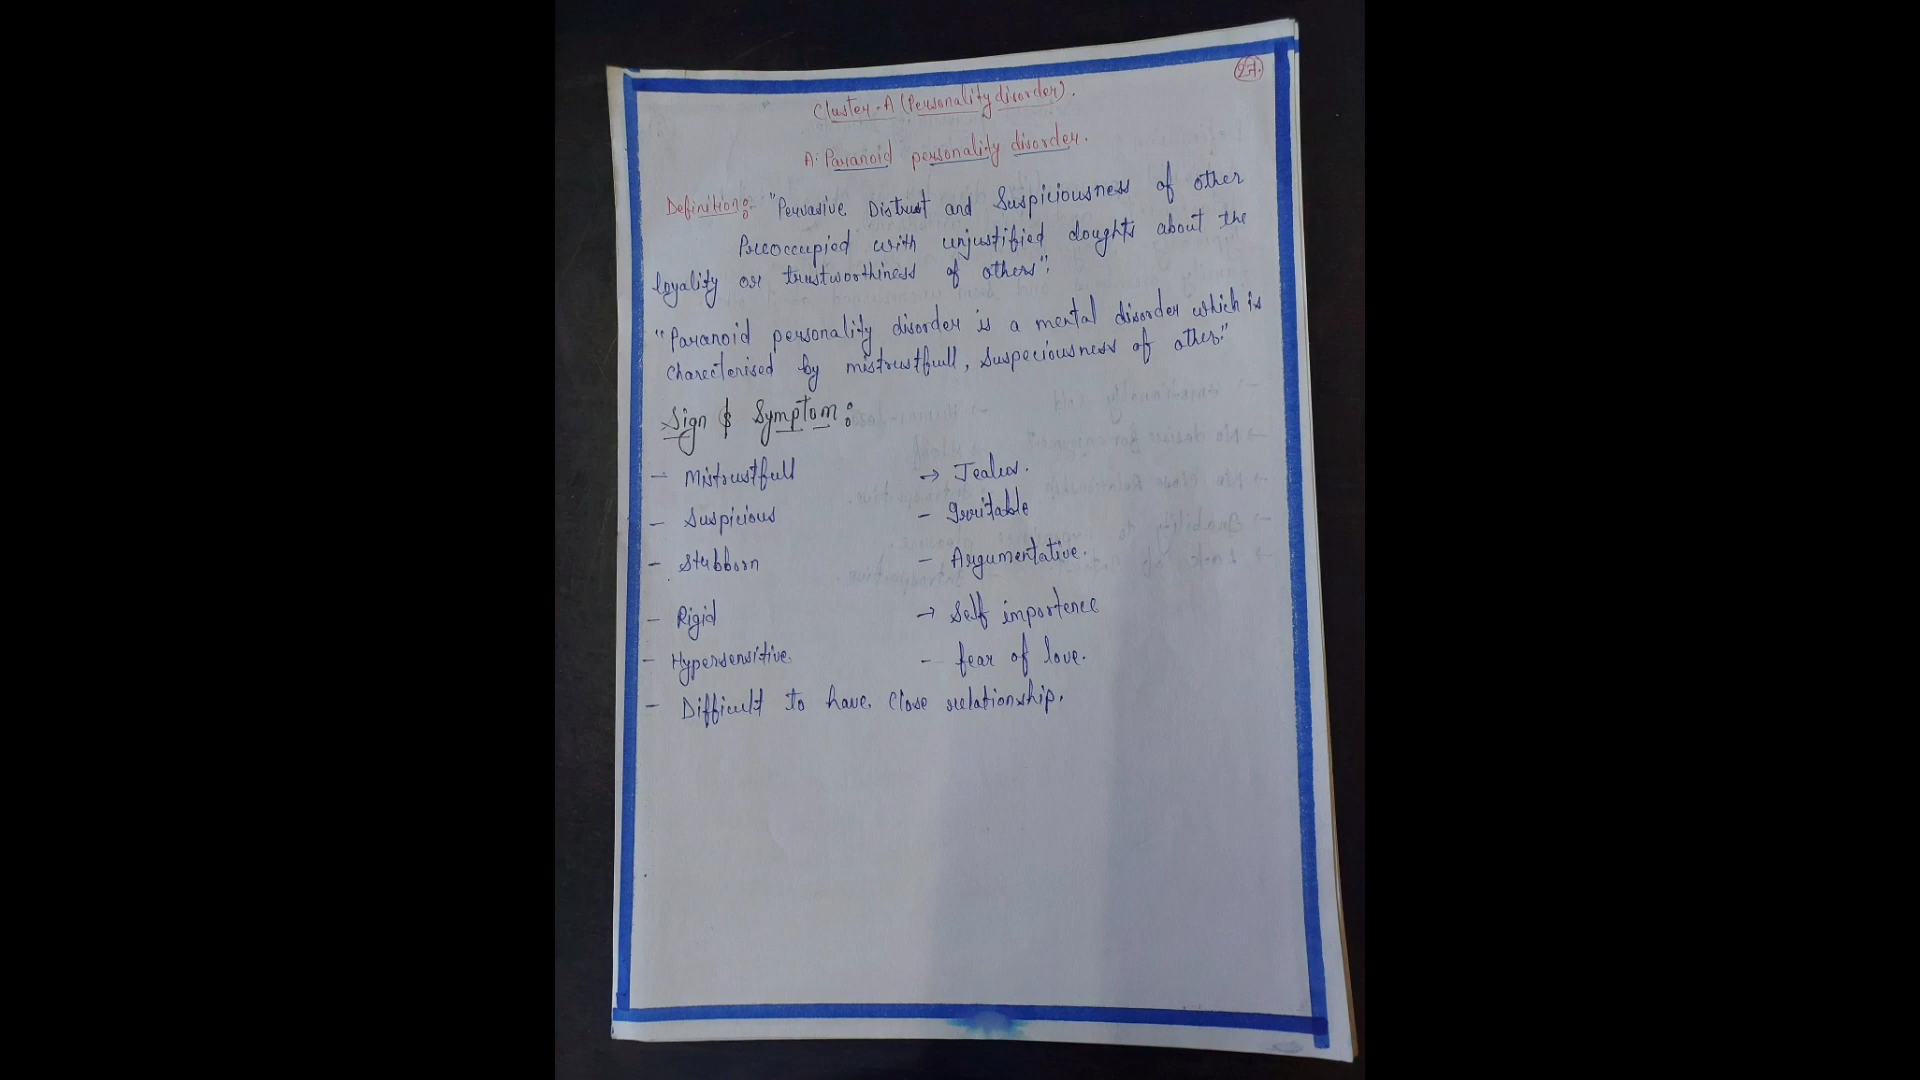 27.
Cluster-A (Personality disorder).
A: Paranoid personality disorder.
Definition:- "Pervasive Distrust and Suspiciousness of other
Preoccupied with unjustified doughts about the
loyality or trustworthiness of others".
"Paranoid personality disorder is a mental disorder which is
charecterised by mistrustfull, suspeciousness of other."
Sign & Symptom:
- Mistrustfull → Jealus.
- Suspicious - Irritable
- Stubborn - Argumentative.
- Rigid → Self importence
- Hypersensitive - fear of love.
- Difficult to have close relationship.